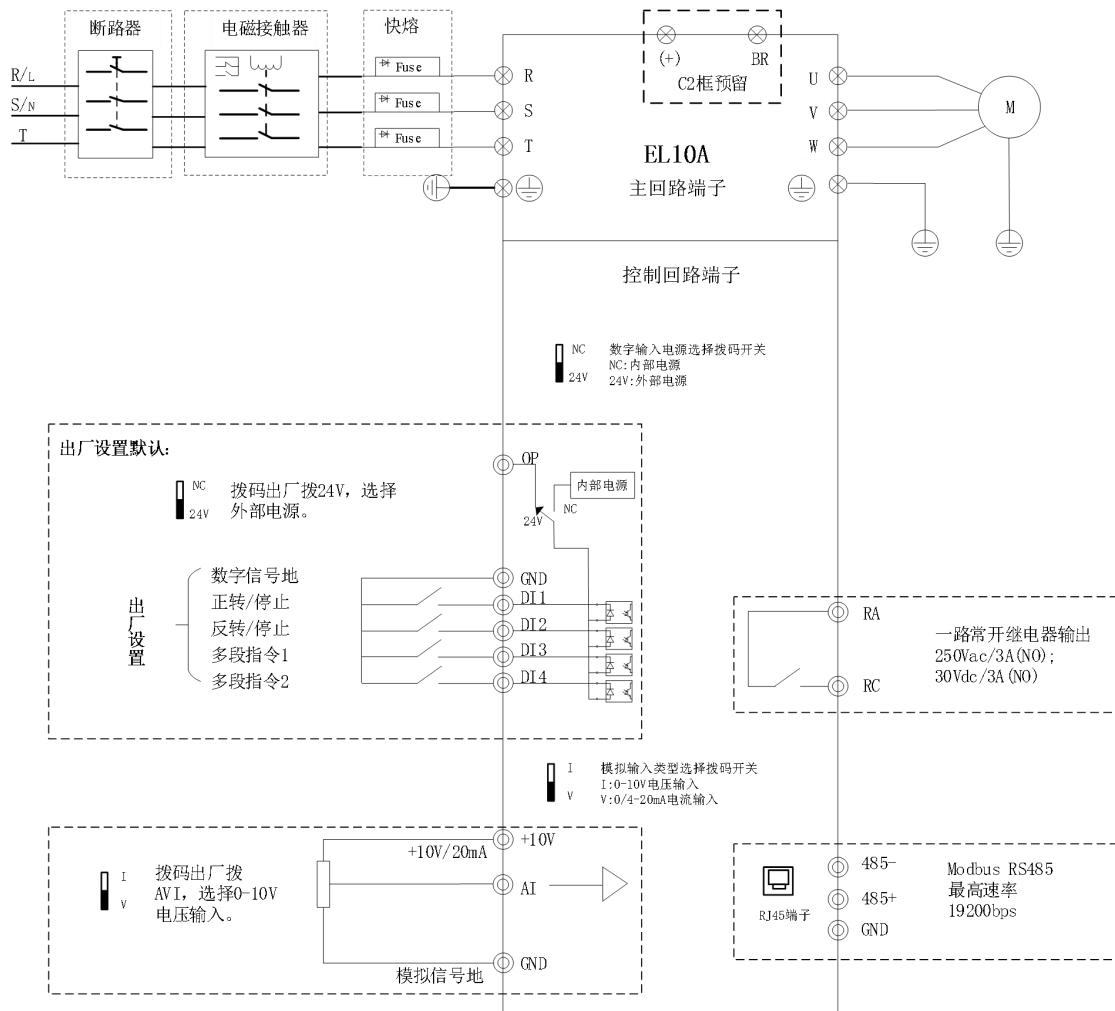 断路器
电磁接触器
快熔
R/L
S/N
T
Fuse
Fuse
Fuse
R
S
T
(+)
BR
C2框预留
U
V
W
M
EL10A
主回路端子
控制回路端子
NC
24V
数字输入电源选择拨码开关
NC:内部电源
24V:外部电源
出厂设置默认:
NC
24V
拨码出厂拨24V，选择
外部电源。
OP
内部电源
24V
NC
出厂设置
数字信号地
正转/停止
反转/停止
多段指令1
多段指令2
GND
DI1
DI2
DI3
DI4
RA
RC
一路常开继电器输出
250Vac/3A(NO);
30Vdc/3A(NO)
I
V
模拟输入类型选择拨码开关
I:0-10V电压输入
V:0/4-20mA电流输入
I
V
拨码出厂拨
AVI，选择0-10V
电压输入。
+10V/20mA
+10V
AI
GND
模拟信号地
RJ45端子
485-
485+
GND
Modbus RS485
最高速率
19200bps